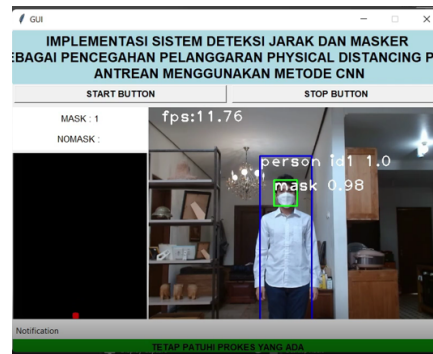 GUI
IMPLEMENTASI SISTEM DETEKSI JARAK DAN MASKER
EBAGAI PENCEGAHAN PELANGGARAN PHYSICAL DISTANCING P
ANTREAN MENGGUNAKAN METODE CNN
START BUTTON STOP BUTTON
MASK : 1
NOMASK :
fps:11.76
person id1 1.0
mask 0.98
Notification
TETAP PATUHI PROKES YANG ADA